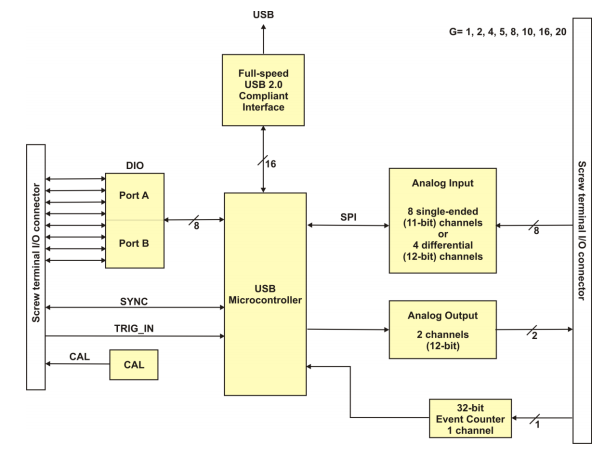 USB
G= 1, 2, 4, 5, 8, 10, 16, 20
Full-speed
USB 2.0
Compliant
Interface
16
DIO
Port A
Port B
8
Screw terminal I/O connector
SYNC
TRIG_IN
CAL
CAL
USB
Microcontroller
SPI
Analog Input
8 single-ended
(11-bit) channels
or
4 differential
(12-bit) channels
8
Analog Output
2 channels
(12-bit)
2
32-bit
Event Counter
1 channel
1
Screw terminal I/O connector